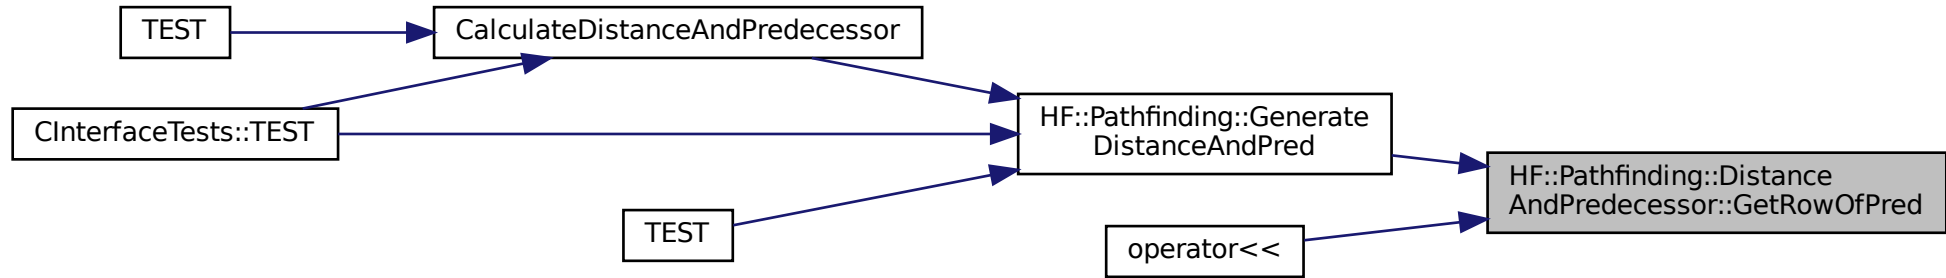 TEST
CalculateDistanceAndPredecessor
CInterfaceTests::TEST
HF::Pathfinding::Generate
DistanceAndPred
TEST
operator<<
HF::Pathfinding::Distance
AndPredecessor::GetRowOfPred